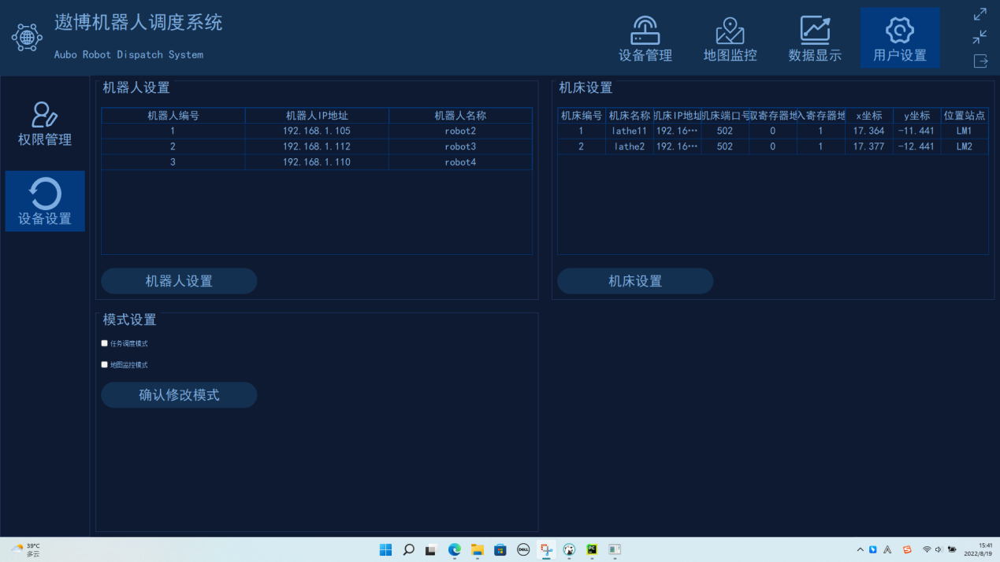 遨博机器人调度系统
Aubo Robot Dispatch System
设备管理 地图监控 数据显示 用户设置
权限管理
设备设置
机器人设置
机器人编号 机器人IP地址 机器人名称
1 192.168.1.105 robot2
2 192.168.1.112 robot3
3 192.168.1.110 robot4
机器人设置
机床设置
机床编号 机床名称 机床IP地址 机床端口号 取寄存器地 入寄存器地 x坐标 y坐标 位置站点
1 lathe11 192.16… 502 0 1 17.364 -11.441 LM1
2 lathe2 192.16… 502 0 1 17.377 -12.441 LM2
机床设置
模式设置
任务调度模式
地图监控模式
确认修改模式
39°C
多云
DELL
PC
15:41
2022/8/19